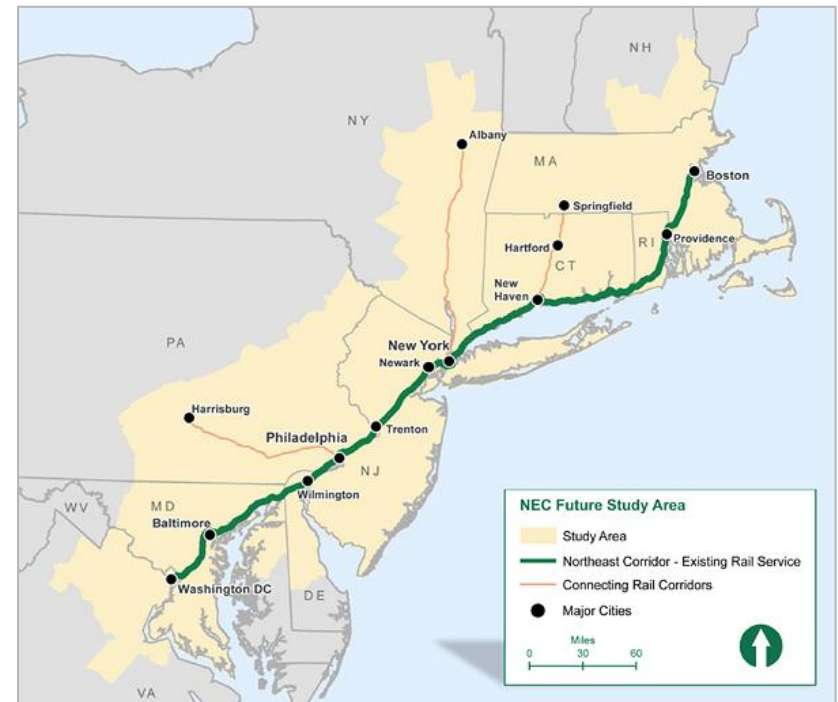 NH
NY
Albany
MA
Boston
Springfield
Hartford
RI
Providence
CT
New
Haven
PA
New York
Newark
Harrisburg
Philadelphia
Trenton
NJ
Wilmington
WV
MD
Baltimore
Washington DC
DE
VA
NEC Future Study Area
Study Area
Northeast Corridor - Existing Rail Service
Connecting Rail Corridors
Major Cities
Miles
0 30 60